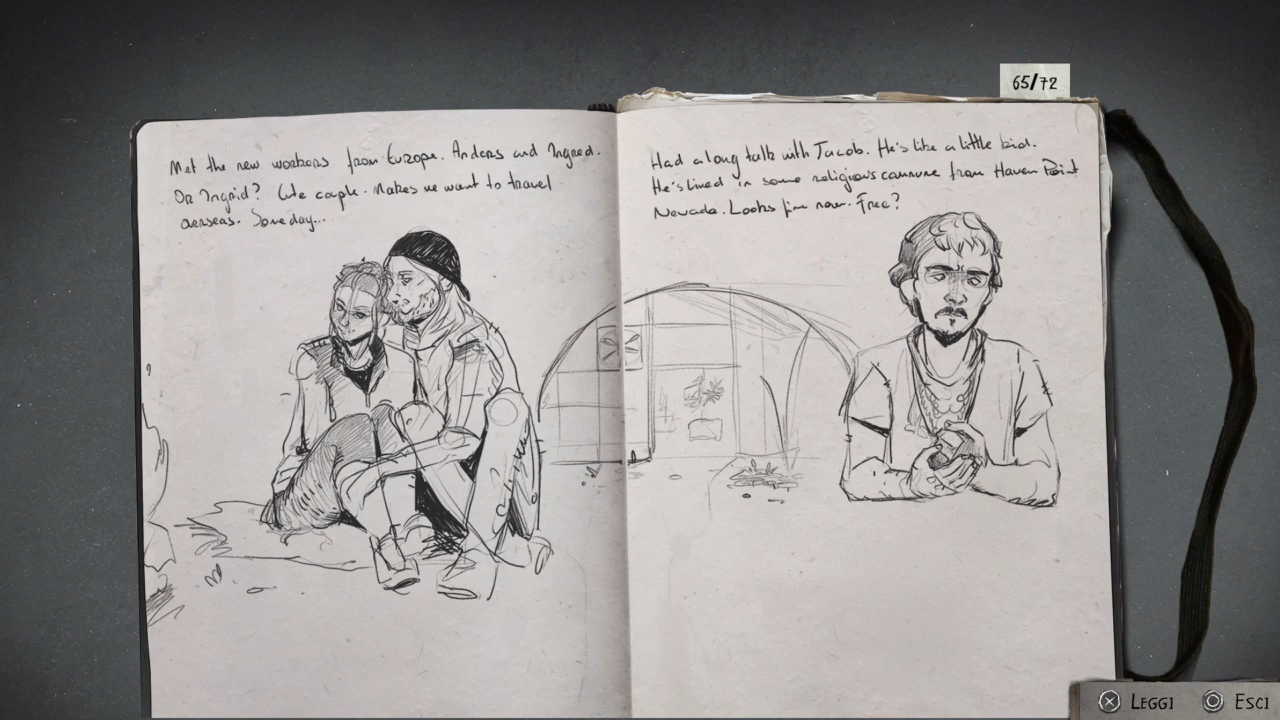 65/72
Met the new workers from Europe. Anders and Ingred.
Or Ingrid? Cute couple. Makes me want to travel
overseas. Someday...
Had a long talk with Jacob. He's like a little kid.
He's lived in some religious commune from Haven Point
Nevada. Looks fine now. Free?
LEGGI
ESCI